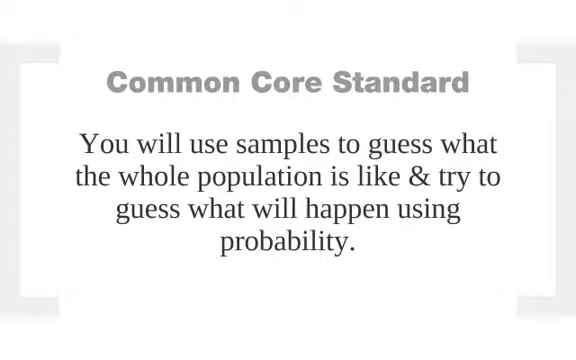 Common Core Standard
You will use samples to guess what
the whole population is like & try to
guess what will happen using
probability.